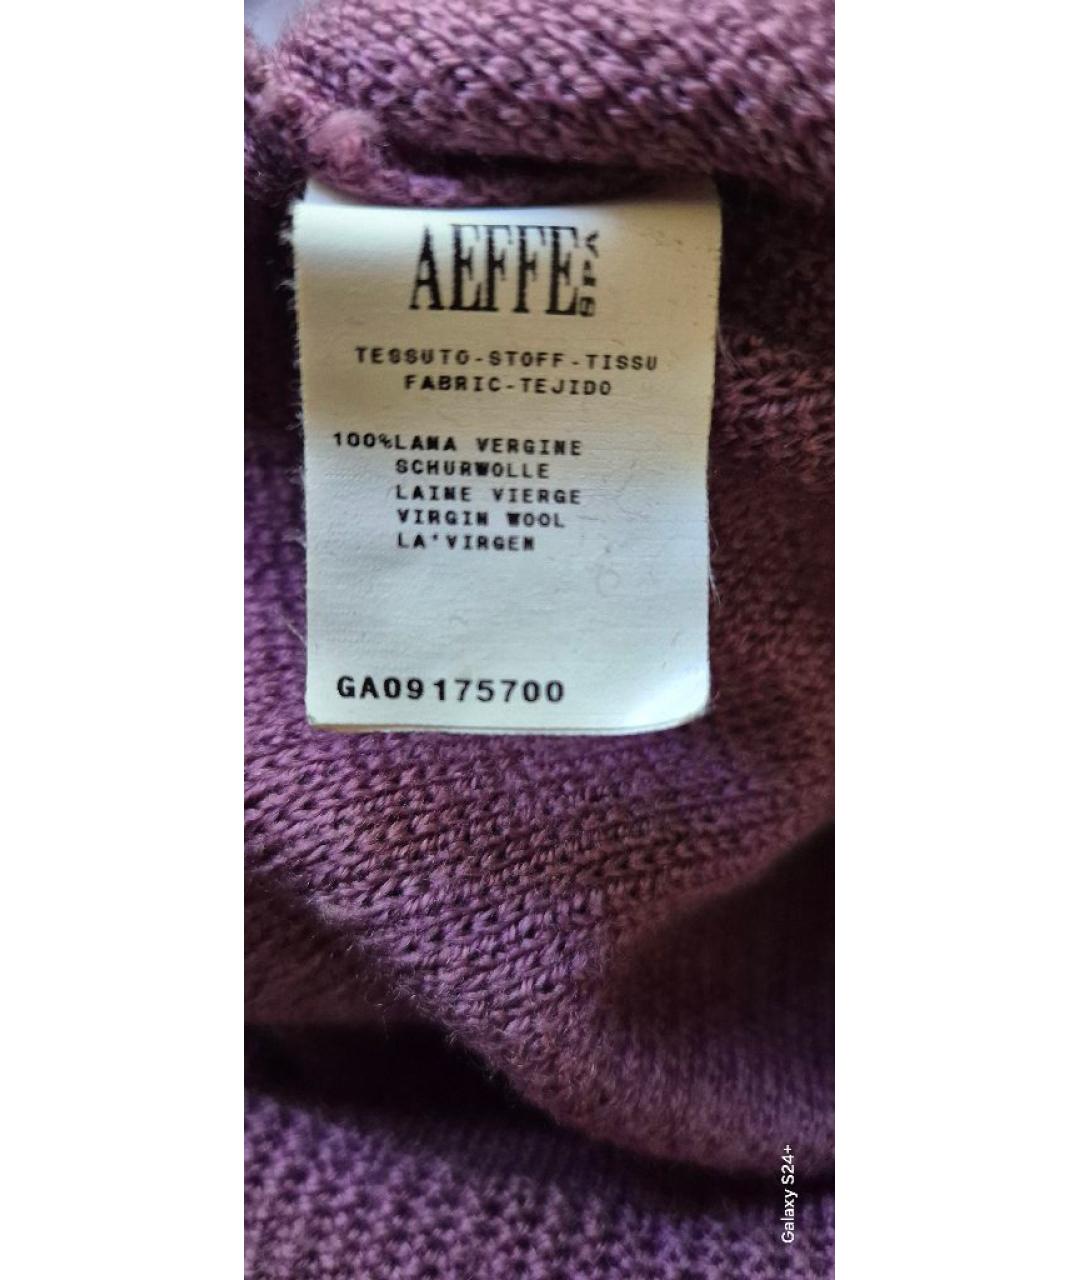 AEFFE SPA
TESSUTO-STOFF-TISSU
FABRIC-TEJIDO
100%LANA VERGINE
SCHURWOLLE
LAINE VIERGE
VIRGIN WOOL
LA'VIRGEN
GA09175700
Galaxy S24+